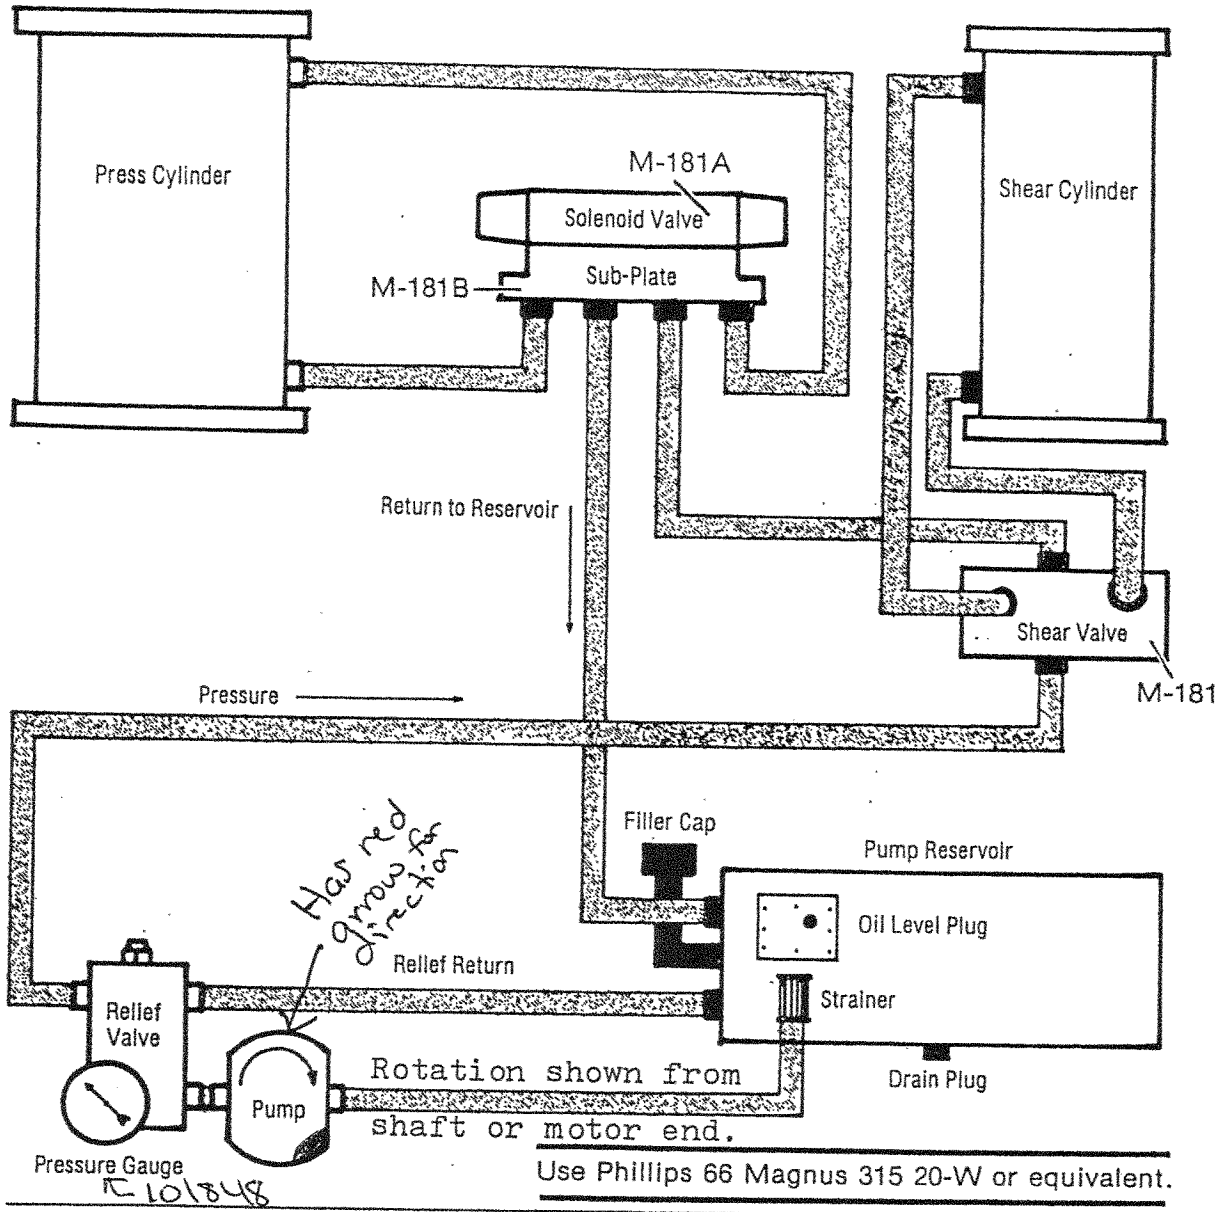 Press Cylinder
M-181A
Solenoid Valve
Sub-Plate
M-181B
Shear Cylinder
Return to Reservoir
Shear Valve
M-181
Pressure
Has red
arrow for
direction
Filler Cap
Pump Reservoir
Oil Level Plug
Relief Return
Strainer
Relief
Valve
Rotation shown from
shaft or motor end.
Pump
Drain Plug
Pressure Gauge
101848
Use Phillips 66 Magnus 315 20-W or equivalent.